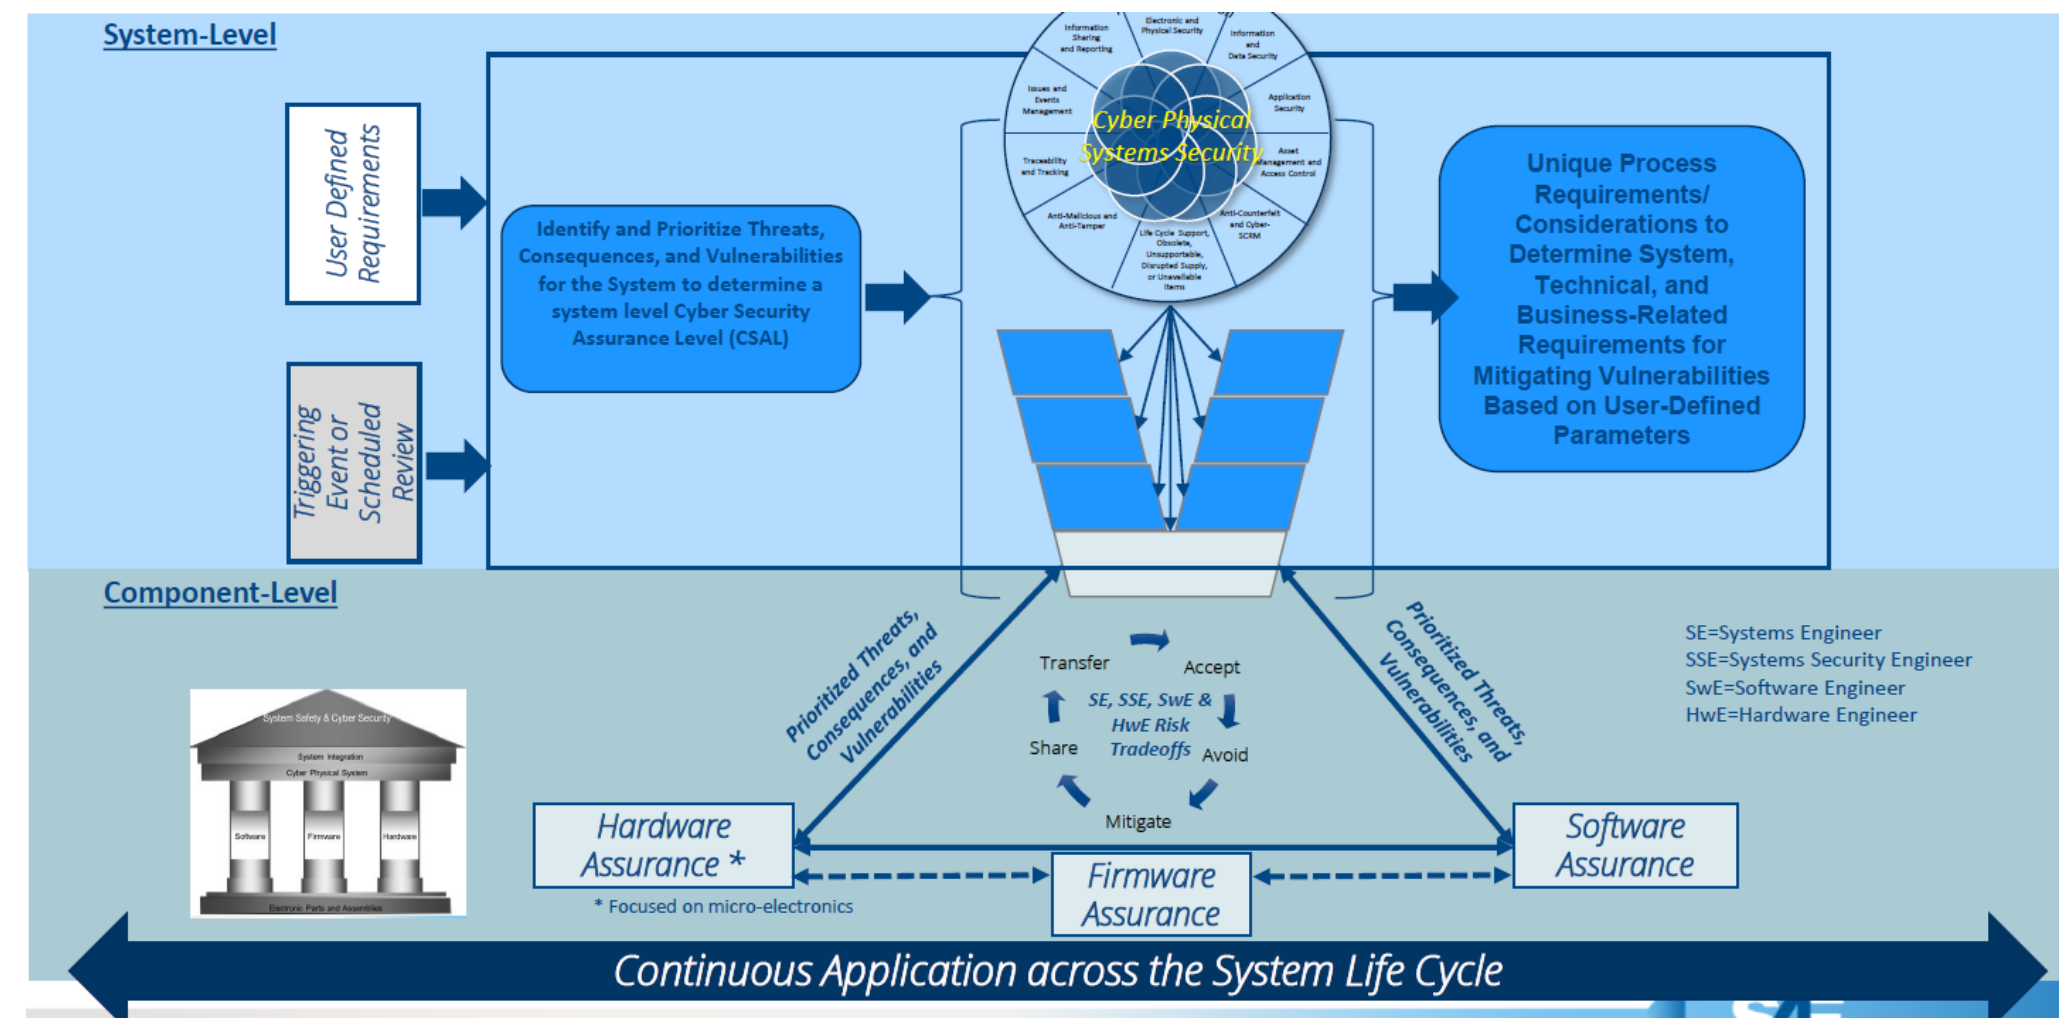 System-Level
User Defined
Requirements
Triggering
Event or
Scheduled
Review
Identify and Prioritize Threats,
Consequences, and Vulnerabilities
for the System to determine a
system level Cyber Security
Assurance Level (CSAL)
Electronic and
Physical Security
Information
and
Data Security
Application
Security
Asset
Management and
Access Control
Anti-Counterfeit
and Cyber-
SCRM
Life Cycle Support,
Obsolete,
Unsupportable,
Disrupted Supply,
or Unavailable
Items
Anti-Malicious and
Anti-Tamper
Traceability
and Tracking
Issues and
Events
Management
Information
Sharing
and Reporting
Cyber Physical
Systems Security
Unique Process
Requirements/
Considerations to
Determine System,
Technical, and
Business-Related
Requirements for
Mitigating Vulnerabilities
Based on User-Defined
Parameters
Component-Level
System Safety & Cyber Security
System Integration
Cyber Physical System
Software
Firmware
Hardware
Electronic Parts and Assemblies
Prioritized Threats,
Consequences, and
Vulnerabilities
Transfer
Accept
Avoid
Mitigate
Share
SE, SSE, SwE &
HwE Risk
Tradeoffs
Prioritized Threats,
Consequences, and
Vulnerabilities
SE=Systems Engineer
SSE=Systems Security Engineer
SwE=Software Engineer
HwE=Hardware Engineer
Hardware
Assurance *
* Focused on micro-electronics
Firmware
Assurance
Software
Assurance
Continuous Application across the System Life Cycle